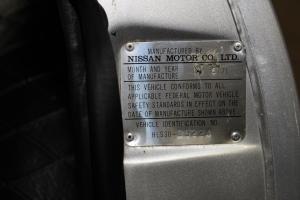 MANUFACTURED BY
NISSAN MOTOR CO., LTD.
MONTH AND YEAR
OF MANUFACTURE
THIS VEHICLE CONFORMS TO ALL
APPLICABLE FEDERAL MOTOR VEHICLE
SAFETY STANDARDS IN EFFECT ON THE
DATE OF MANUFACTURE SHOWN ABOVE.
VEHICLE IDENTIFICATION NO.
HLS30-